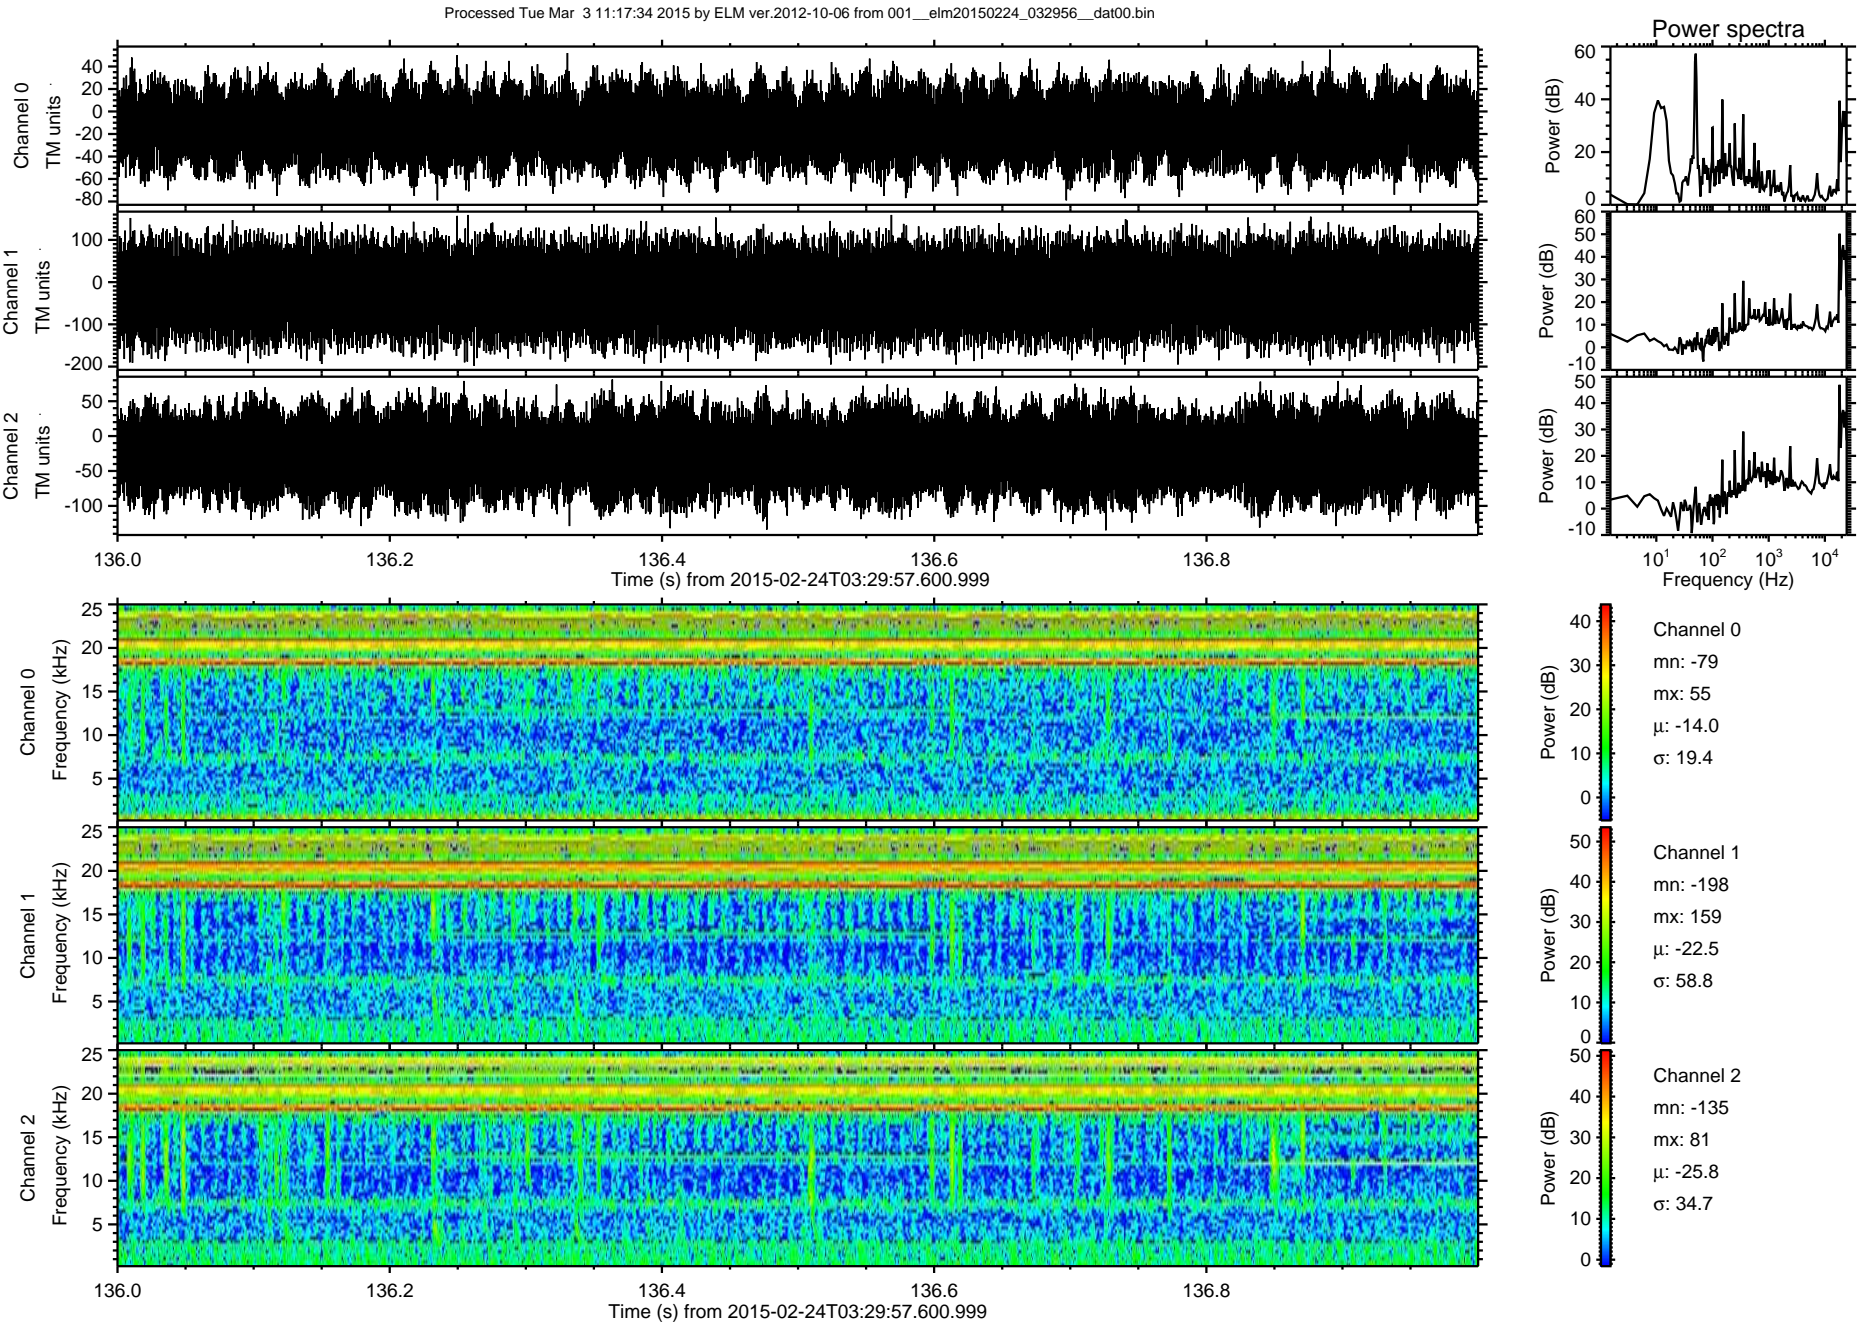 Processed Tue Mar  3 11:17:34 2015 by ELM ver.2012-10-06 from 001__elm20150224_032956__dat00.bin
Power spectra
Channel 0
TM units
40
20
0
-20
-40
-60
-80
Power (dB)
60
40
20
0
Channel 1
TM units
100
0
-100
-200
Power (dB)
60
50
40
30
20
10
0
-10
Channel 2
TM units
50
0
-50
-100
Power (dB)
50
40
30
20
10
0
-10
136.0 136.2 136.4 136.6 136.8
Time (s) from 2015-02-24T03:29:57.600.999
10¹ 10² 10³ 10⁴
Frequency (Hz)
Channel 0
Frequency (kHz)
25
20
15
10
5
Power (dB)
40
30
20
10
0
Channel 0
mn: -79
mx: 55
μ: -14.0
σ: 19.4
Channel 1
Frequency (kHz)
25
20
15
10
5
Power (dB)
50
40
30
20
10
0
Channel 1
mn: -198
mx: 159
μ: -22.5
σ: 58.8
Channel 2
Frequency (kHz)
25
20
15
10
5
Power (dB)
50
40
30
20
10
0
Channel 2
mn: -135
mx: 81
μ: -25.8
σ: 34.7
136.0 136.2 136.4 136.6 136.8
Time (s) from 2015-02-24T03:29:57.600.999